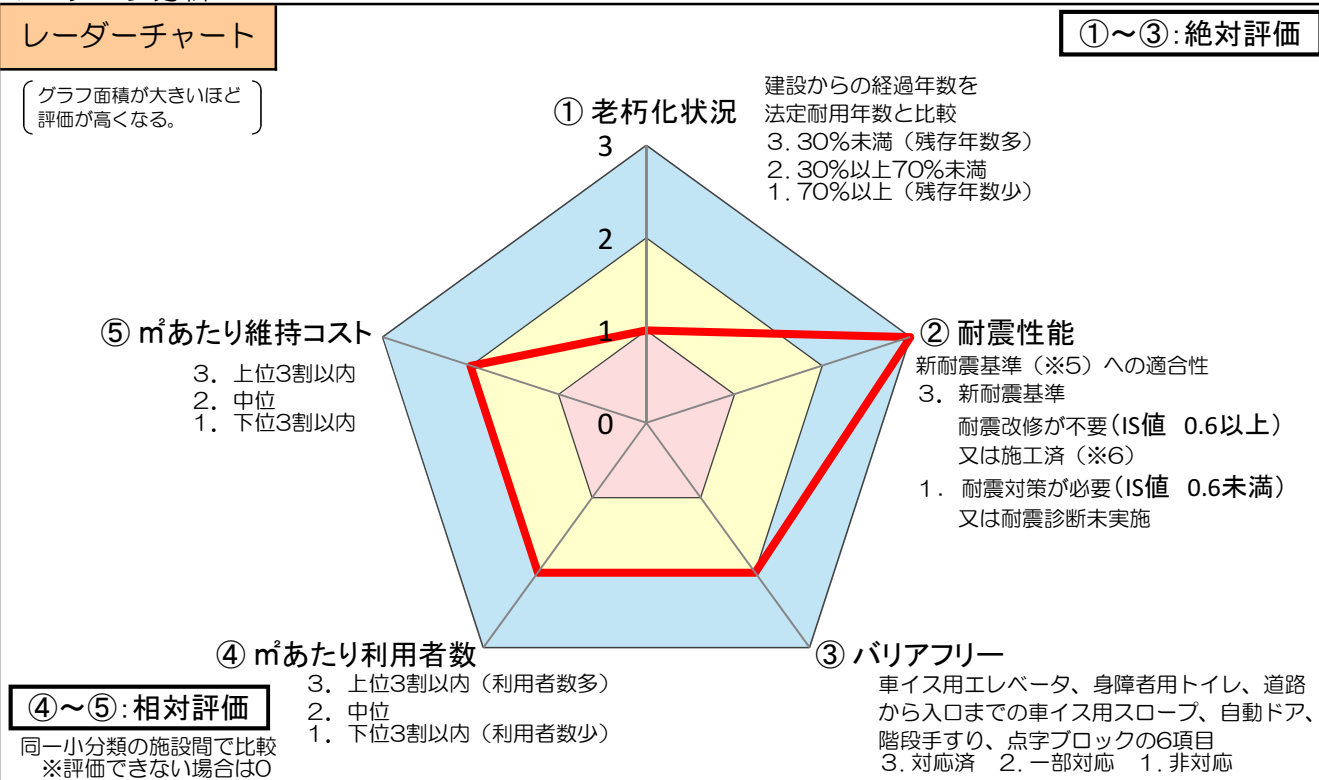 レーダーチャート
①～③：絶対評価
グラフ面積が大きいほど
評価が高くなる。
① 老朽化状況
建設からの経過年数を
法定耐用年数と比較
３．30％未満（残存年数多）
２．30％以上70％未満
１．70％以上（残存年数少）
3
2
1
0
② 耐震性能
新耐震基準（※5）への適合性
３．新耐震基準
耐震改修が不要(IS値 0.6以上)
又は施工済（※6）
１．耐震対策が必要(IS値 0.6未満)
又は耐震診断未実施
⑤ ㎡あたり維持コスト
３．上位3割以内
２．中位
１．下位3割以内
④ ㎡あたり利用者数
３．上位3割以内（利用者数多）
２．中位
１．下位3割以内（利用者数少）
③ バリアフリー
車イス用エレベータ、身障者用トイレ、道路
から入口までの車イス用スロープ、自動ドア、
階段手すり、点字ブロックの6項目
３．対応済　２．一部対応　１．非対応
④～⑤：相対評価
同一小分類の施設間で比較
※評価できない場合は0